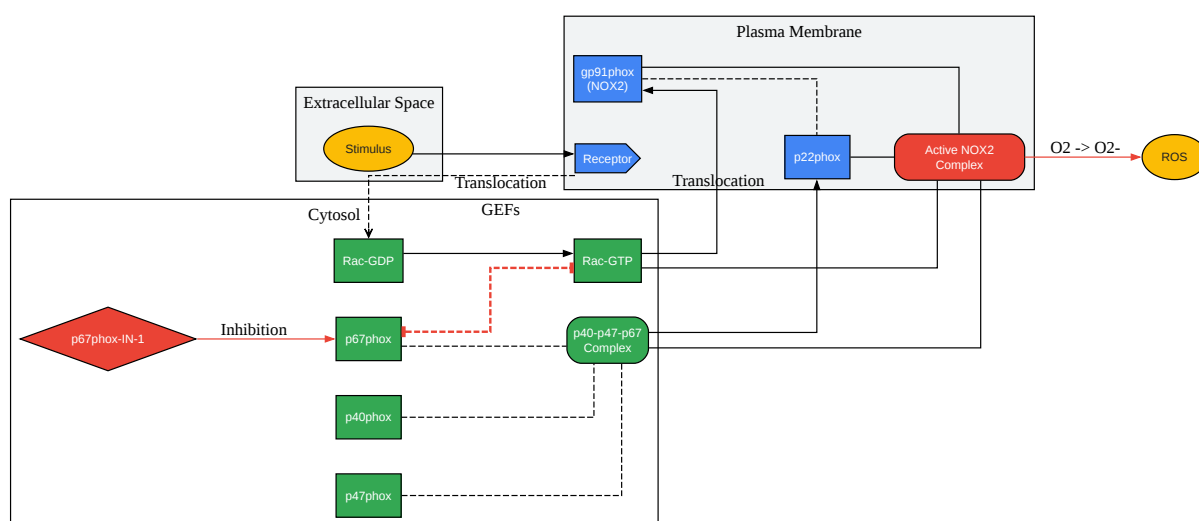 Plasma Membrane
gp91phox
(NOX2)
Extracellular Space
Stimulus
Receptor
p22phox
Active NOX2
Complex
O2 -> O2-
ROS
Translocation
Translocation
Cytosol
GEFs
Rac-GDP
Rac-GTP
p67phox-IN-1
Inhibition
p67phox
p40-p47-p67
Complex
p40phox
p47phox